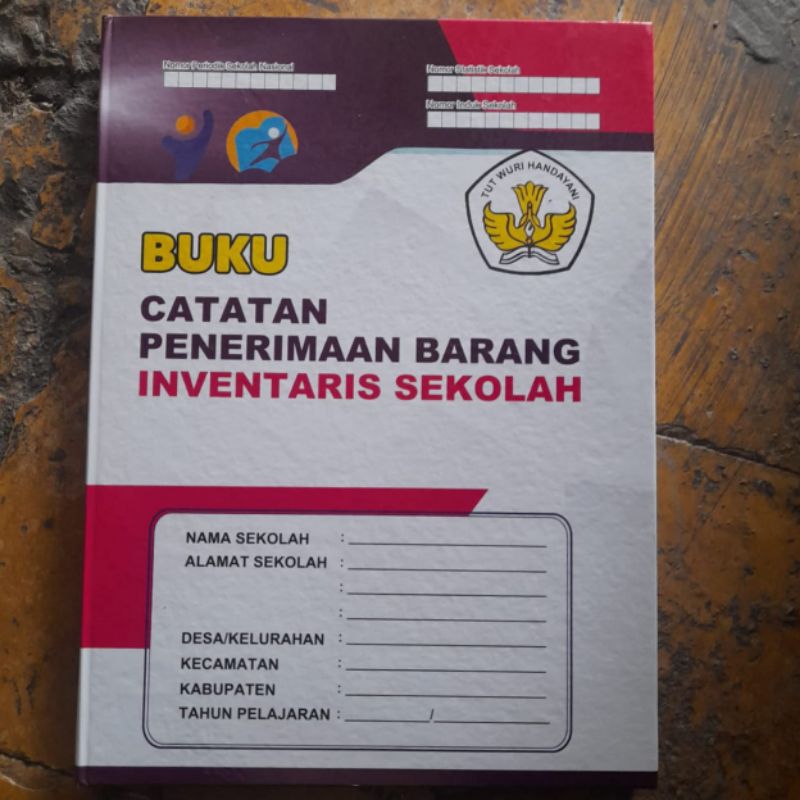 Nomor Periodik Sekolah Nasional
Nomor Statistik Sekolah
Nomor Induk Sekolah
TUT WURI HANDAYANI
BUKU
CATATAN
PENERIMAAN BARANG
INVENTARIS SEKOLAH
NAMA SEKOLAH :
ALAMAT SEKOLAH :
:
:
DESA/KELURAHAN :
KECAMATAN :
KABUPATEN :
TAHUN PELAJARAN : /